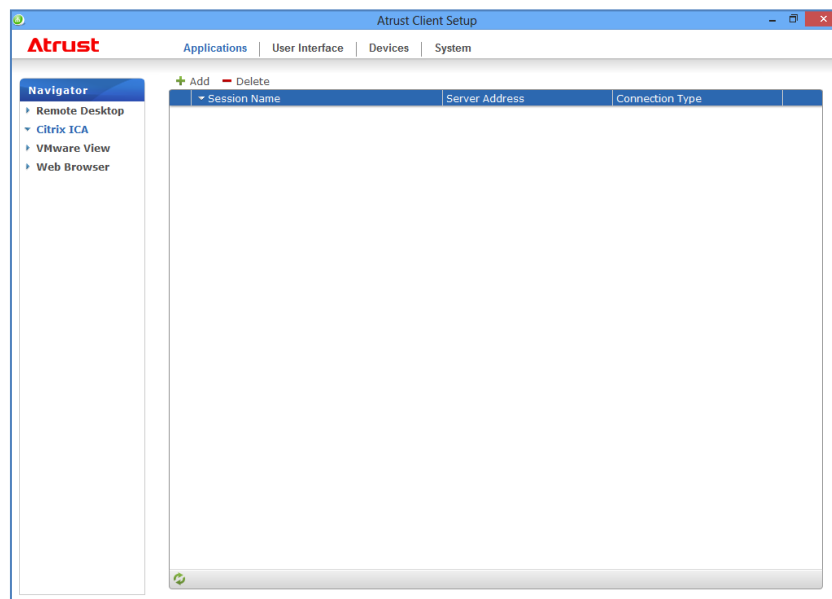 Atrust Client Setup
Atrust
Applications User Interface Devices System
Add Delete
Navigator
Session Name Server Address Connection Type
Remote Desktop
Citrix ICA
VMware View
Web Browser